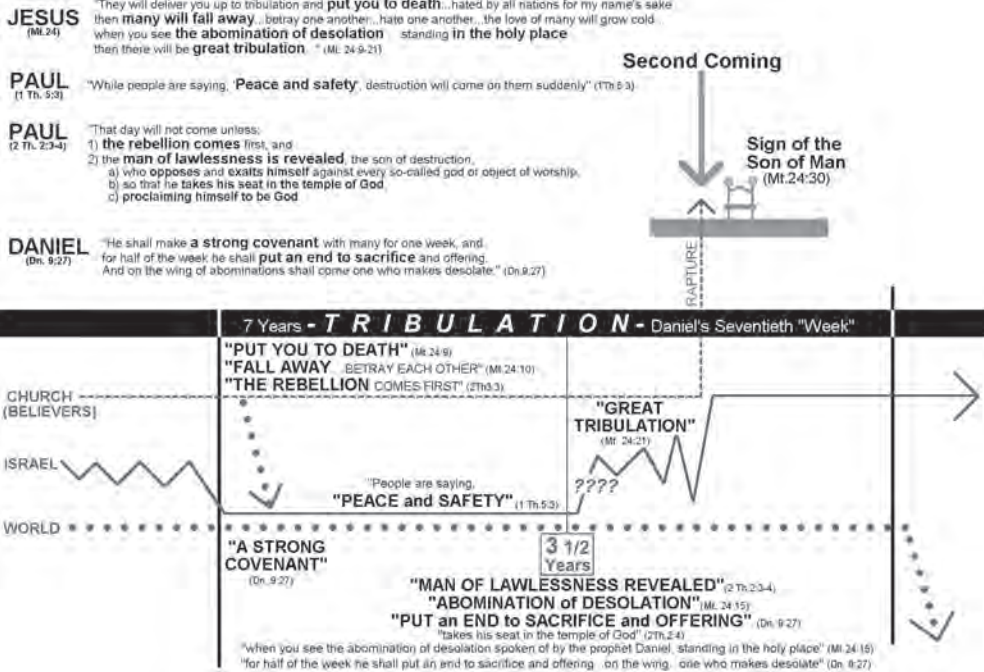 "They will deliver you up to tribulation and put you to death...hated by all nations for my name's sake
JESUS then many will fall away...betray one another...hate one another...the love of many will grow cold
(Mt.24) when you see the abomination of desolation standing in the holy place
then there will be great tribulation." (Mt. 24:9-21)
Second Coming
PAUL "While people are saying, 'Peace and safety', destruction will come on them suddenly" (1Th 5:3)
(1 Th. 5:3)
PAUL "That day will not come unless:
(2 Th. 2:3-4) 1) the rebellion comes first, and
2) the man of lawlessness is revealed, the son of destruction,
a) who opposes and exalts himself against every so-called god or object of worship,
b) so that he takes his seat in the temple of God,
c) proclaiming himself to be God
Sign of the
Son of Man
(Mt.24:30)
DANIEL "He shall make a strong covenant with many for one week, and
(Dn. 9:27) for half of the week he shall put an end to sacrifice and offering.
And on the wing of abominations shall come one who makes desolate." (Dn.9:27)
RAPTURE
7 Years - TRIBULATION - Daniel's Seventieth "Week"
"PUT YOU TO DEATH" (Mt.24:9)
"FALL AWAY...BETRAY EACH OTHER" (Mt.24:10)
"THE REBELLION COMES FIRST" (2Th3:3)
CHURCH
(BELIEVERS)
"GREAT
TRIBULATION"
(Mt. 24:21)
ISRAEL
????
"People are saying,
"PEACE and SAFETY" (1 Th.5:3)
WORLD
"A STRONG
COVENANT"
(Dn. 9:27)
3 1/2
Years
"MAN OF LAWLESSNESS REVEALED" (2 Th.2:3-4)
"ABOMINATION of DESOLATION" (Mt. 24:15)
"PUT an END to SACRIFICE and OFFERING" (Dn. 9:27)
"takes his seat in the temple of God" (2Th.2:4)
"when you see the abomination of desolation spoken of by the prophet Daniel, standing in the holy place" (Mt.24:15)
"for half of the week he shall put an end to sacrifice and offering...on the wing...one who makes desolate" (Dn. 9:27)